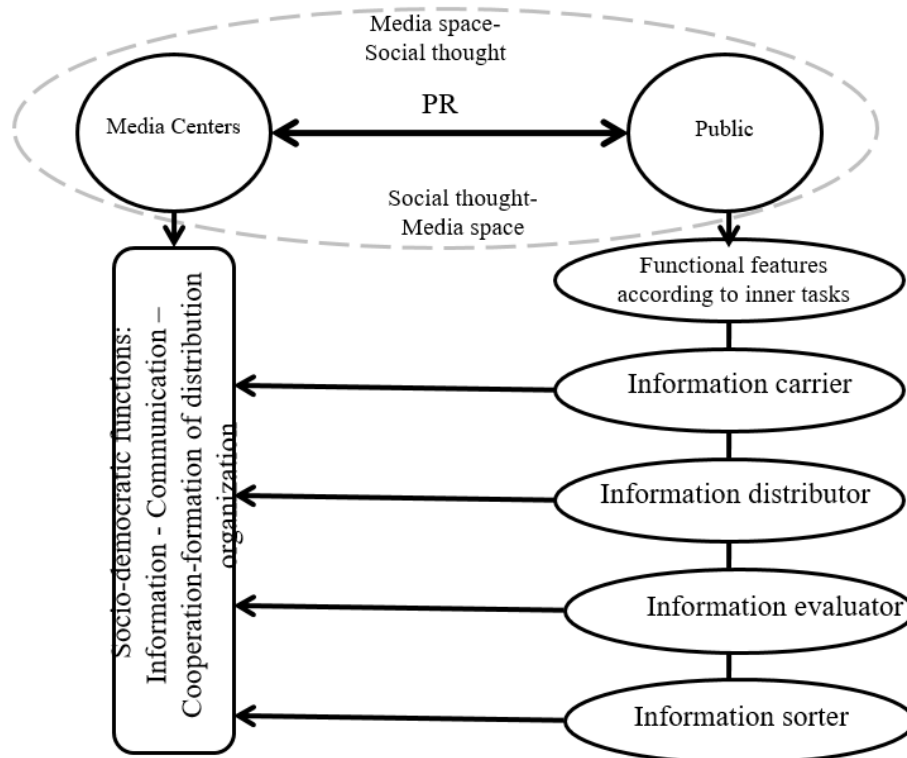 Media space-
Social thought
Media Centers
PR
Public
Social thought-
Media space
Functional features
according to inner tasks
Socio-democratic functions:
Information - Communication –
Cooperation-formation of distribution
organization
Information carrier
Information distributor
Information evaluator
Information sorter